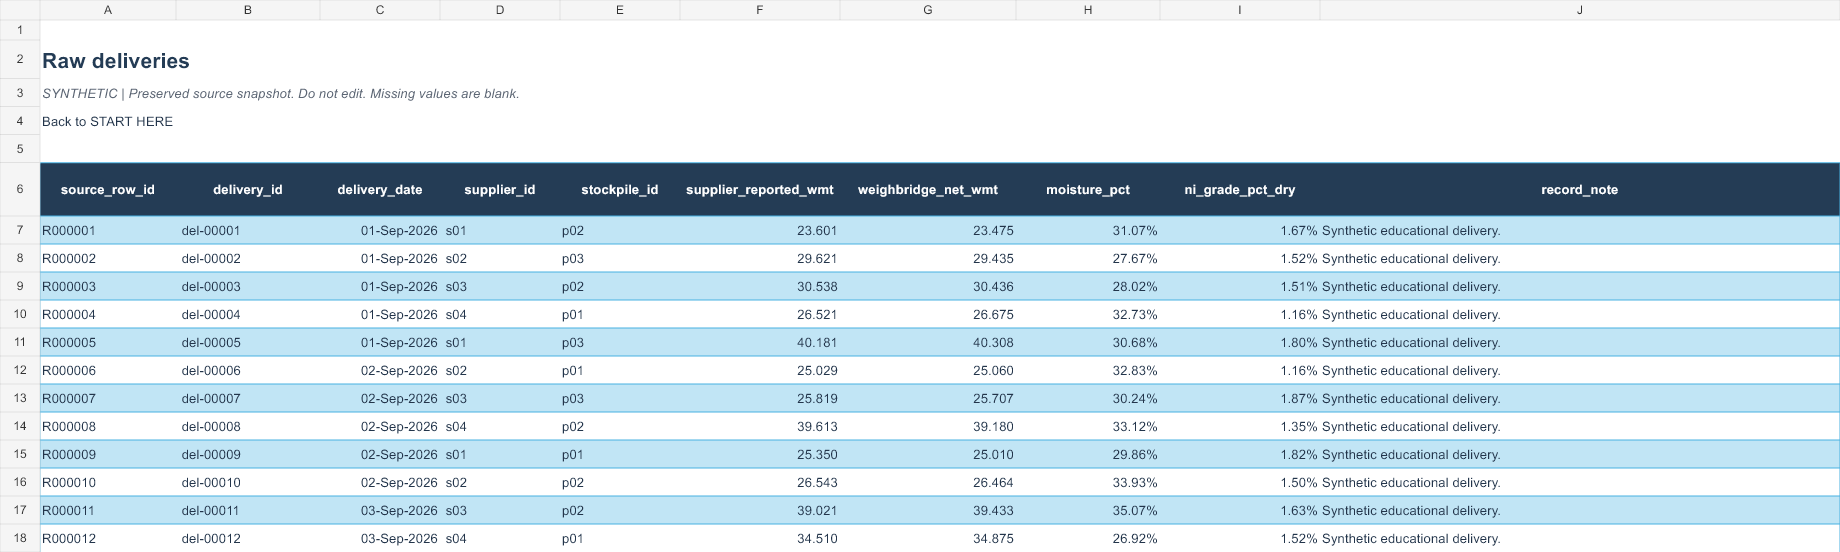 A B C D E F G H I J
1
2 Raw deliveries
3 SYNTHETIC | Preserved source snapshot. Do not edit. Missing values are blank.
4 Back to START HERE
5
6 source_row_id delivery_id delivery_date supplier_id stockpile_id supplier_reported_wmt weighbridge_net_wmt moisture_pct ni_grade_pct_dry record_note
7 R000001 del-00001 01-Sep-2026 s01 p02 23.601 23.475 31.07% 1.67% Synthetic educational delivery.
8 R000002 del-00002 01-Sep-2026 s02 p03 29.621 29.435 27.67% 1.52% Synthetic educational delivery.
9 R000003 del-00003 01-Sep-2026 s03 p02 30.538 30.436 28.02% 1.51% Synthetic educational delivery.
10 R000004 del-00004 01-Sep-2026 s04 p01 26.521 26.675 32.73% 1.16% Synthetic educational delivery.
11 R000005 del-00005 01-Sep-2026 s01 p03 40.181 40.308 30.68% 1.80% Synthetic educational delivery.
12 R000006 del-00006 02-Sep-2026 s02 p01 25.029 25.060 32.83% 1.16% Synthetic educational delivery.
13 R000007 del-00007 02-Sep-2026 s03 p03 25.819 25.707 30.24% 1.87% Synthetic educational delivery.
14 R000008 del-00008 02-Sep-2026 s04 p02 39.613 39.180 33.12% 1.35% Synthetic educational delivery.
15 R000009 del-00009 02-Sep-2026 s01 p01 25.350 25.010 29.86% 1.82% Synthetic educational delivery.
16 R000010 del-00010 02-Sep-2026 s02 p02 26.543 26.464 33.93% 1.50% Synthetic educational delivery.
17 R000011 del-00011 03-Sep-2026 s03 p02 39.021 39.433 35.07% 1.63% Synthetic educational delivery.
18 R000012 del-00012 03-Sep-2026 s04 p01 34.510 34.875 26.92% 1.52% Synthetic educational delivery.